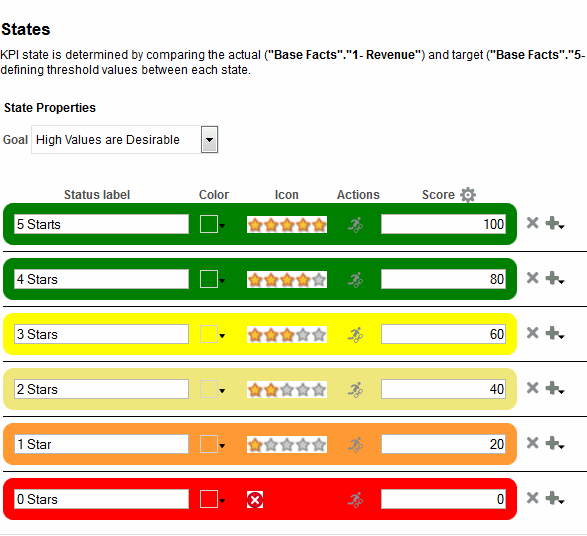 States
KPI state is determined by comparing the actual ("Base Facts"."1- Revenue") and target ("Base Facts"."5-
defining threshold values between each state.
State Properties
Goal High Values are Desirable
Status label Color Icon Actions Score
5 Starts 100
4 Stars 80
3 Stars 60
2 Stars 40
1 Star 20
0 Stars 0